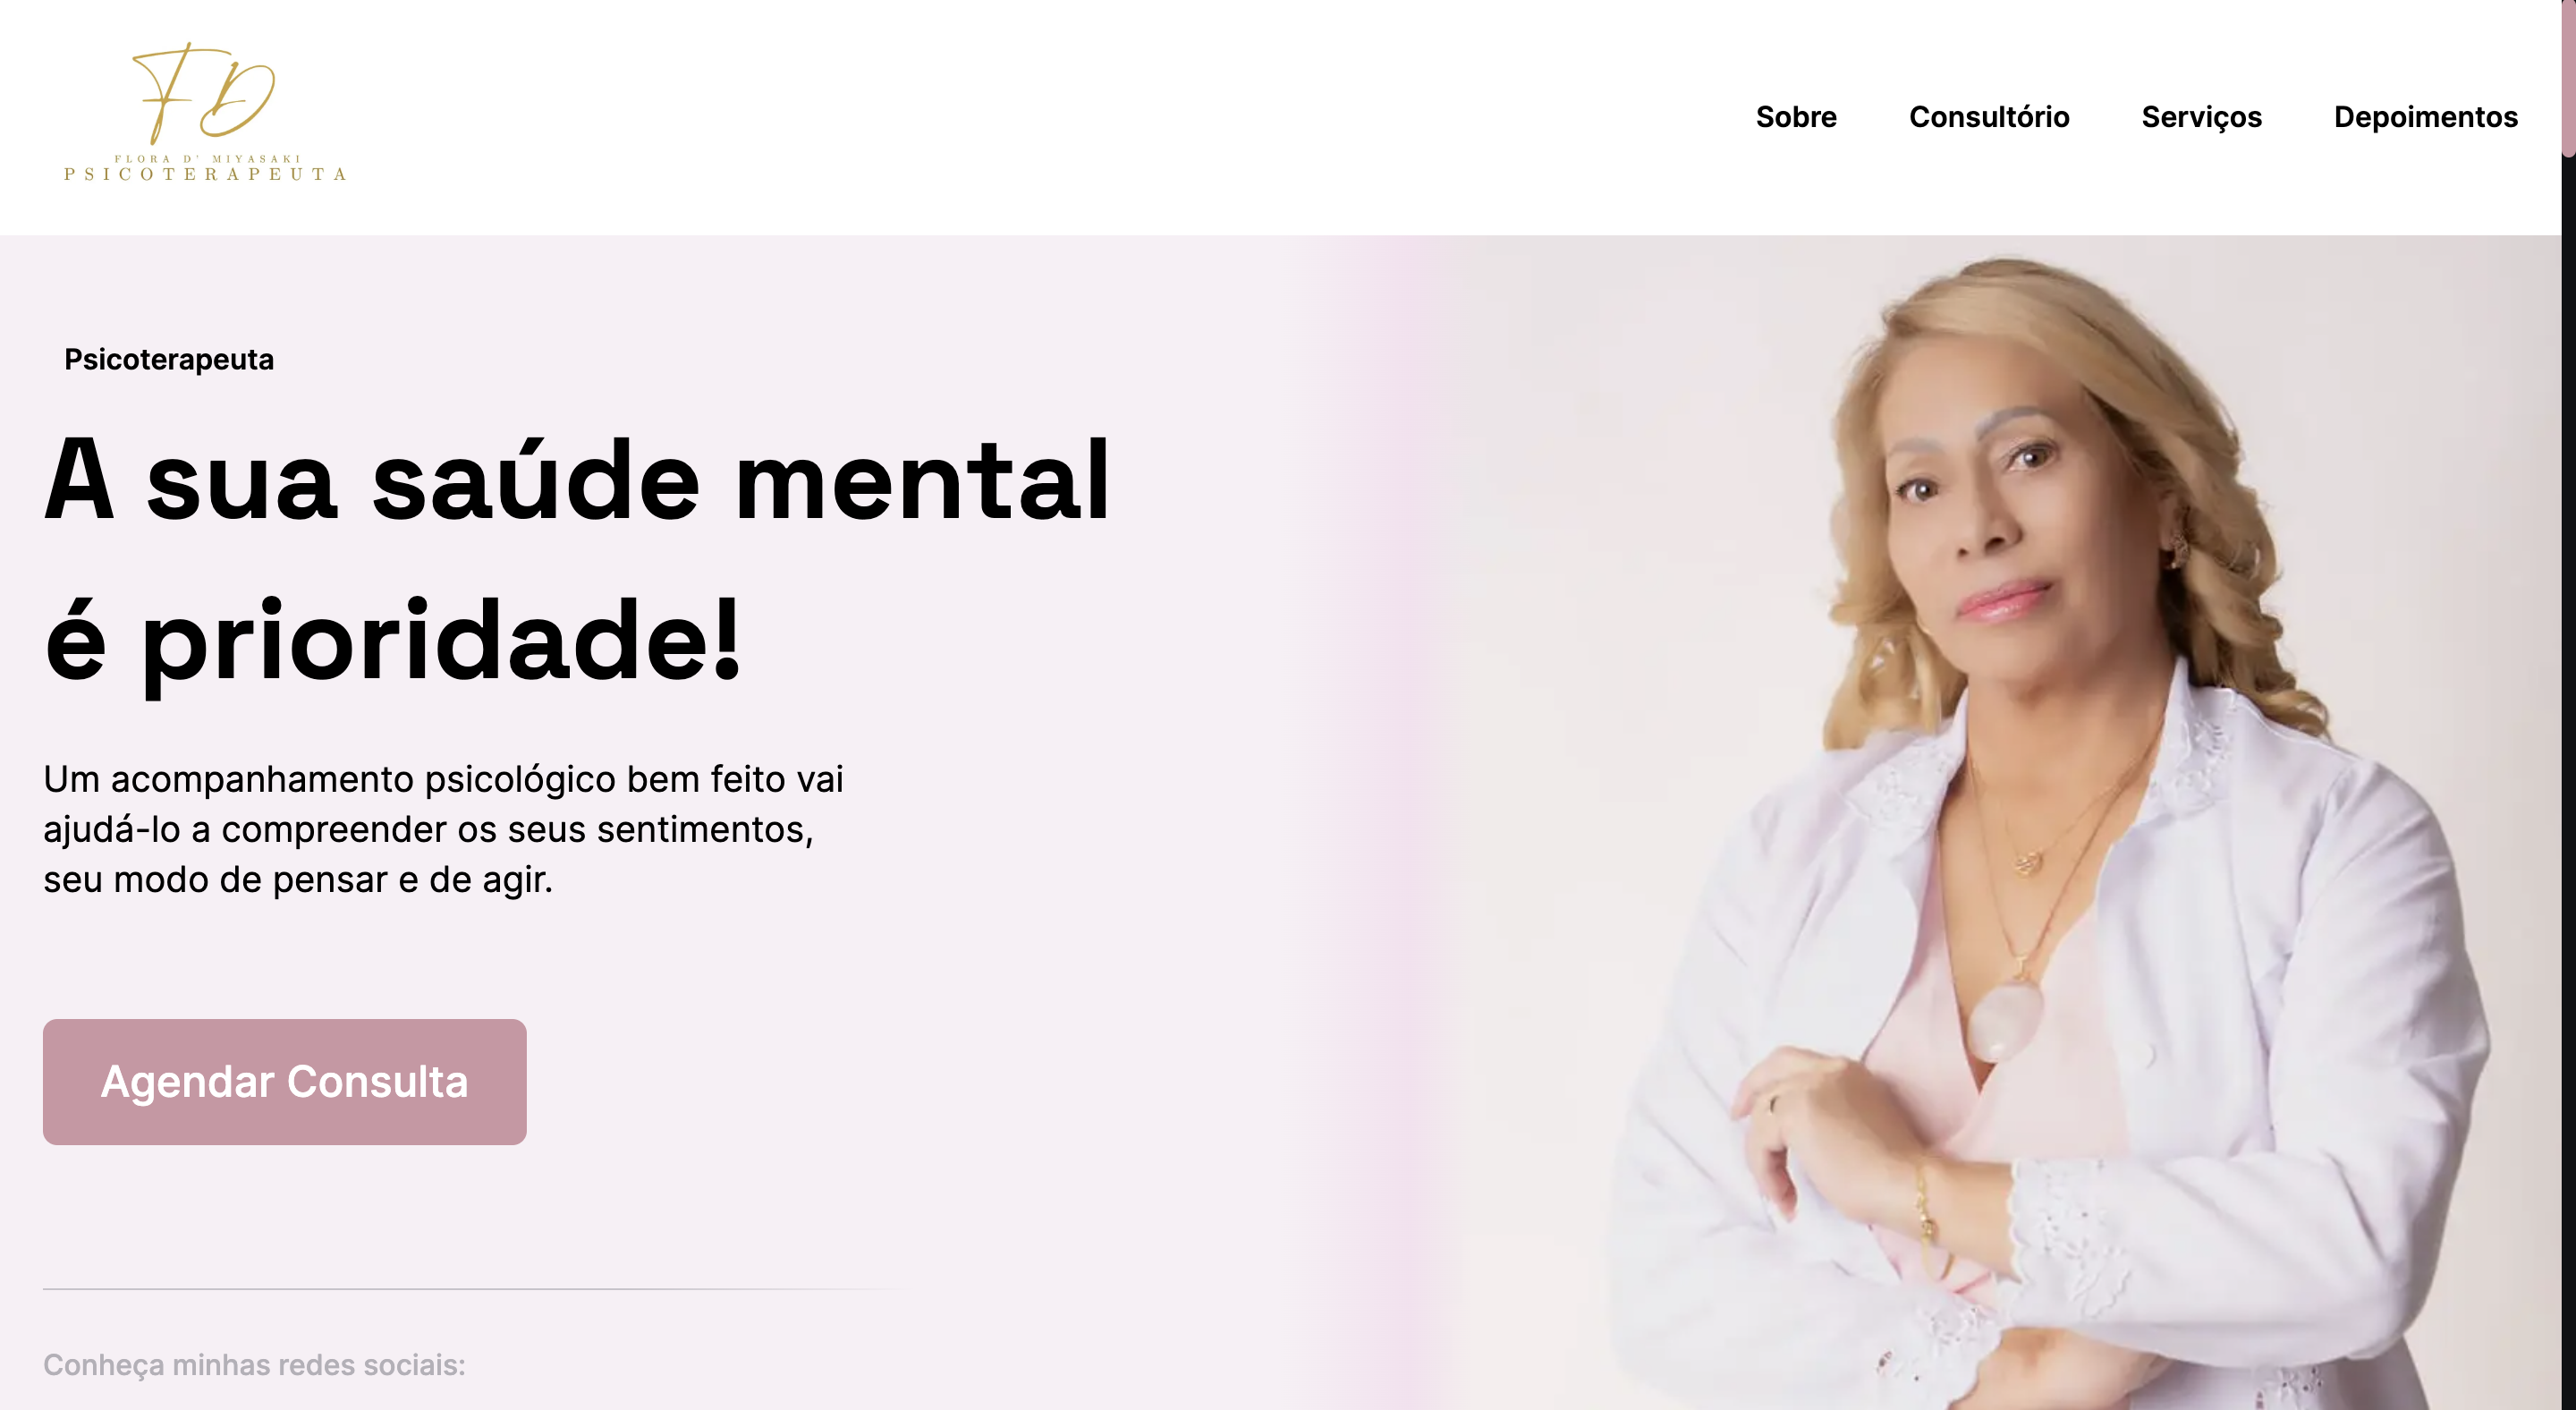 FD
FLORA D' MIYASAKI
PSICOTERAPEUTA
Sobre
Consultório
Serviços
Depoimentos
Psicoterapeuta
A sua saúde mental
é prioridade!
Um acompanhamento psicológico bem feito vai
ajudá-lo a compreender os seus sentimentos,
seu modo de pensar e de agir.
Agendar Consulta
Conheça minhas redes sociais: